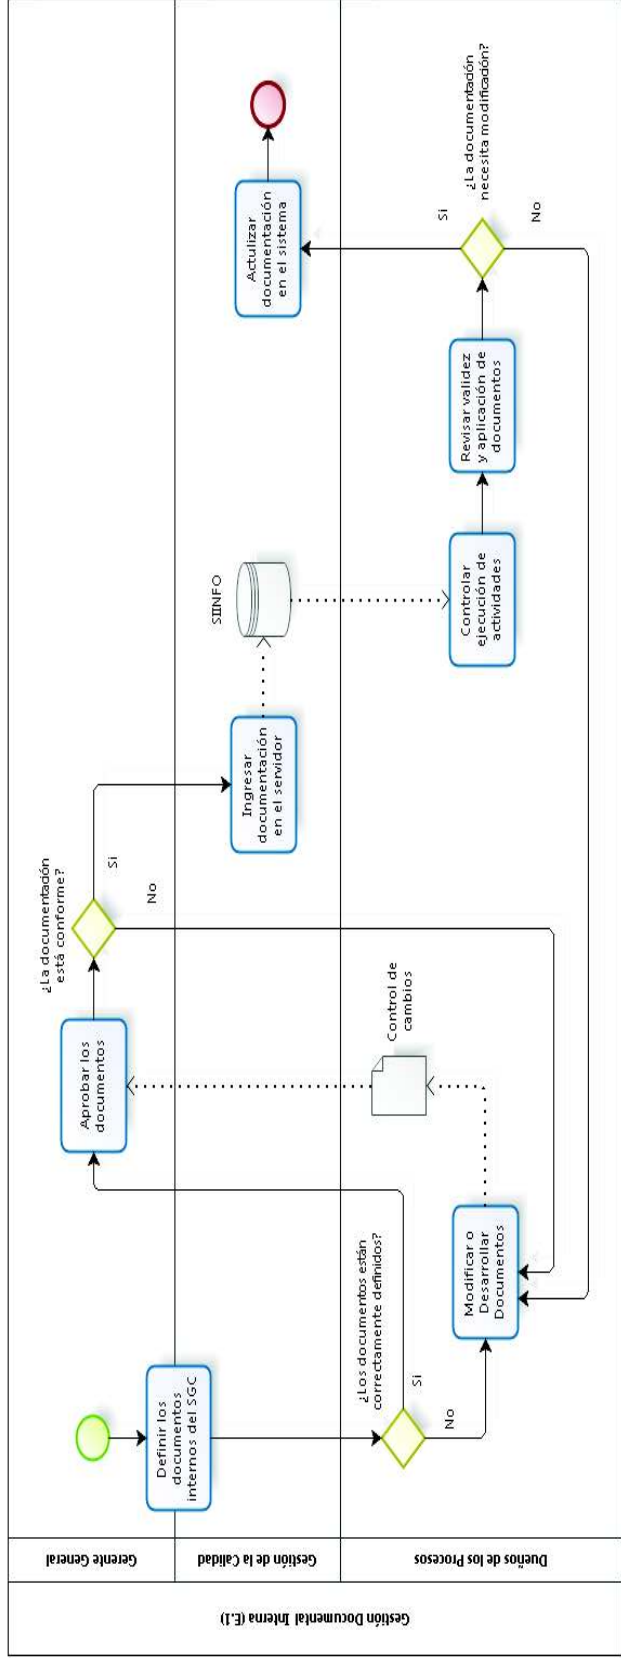 Gestión Documental Interna (E.1)
Gerente General
Gestión de la Calidad
Dueños de los Procesos
Definir los
documentos
internos del SGC
¿Los documentos están
correctamente definidos?
Si
No
Modificar o
Desarrollar
Documentos
Control de
cambios
Aprobar los
documentos
¿La documentación
está conforme?
Si
No
Ingresar
documentación
en el servidor
SIINFO
Controlar
ejecución de
actividades
Revisar validez
y aplicación de
documentos
¿La documentación
necesita modificación?
Si
No
Actulizar
documentación
en el sistema